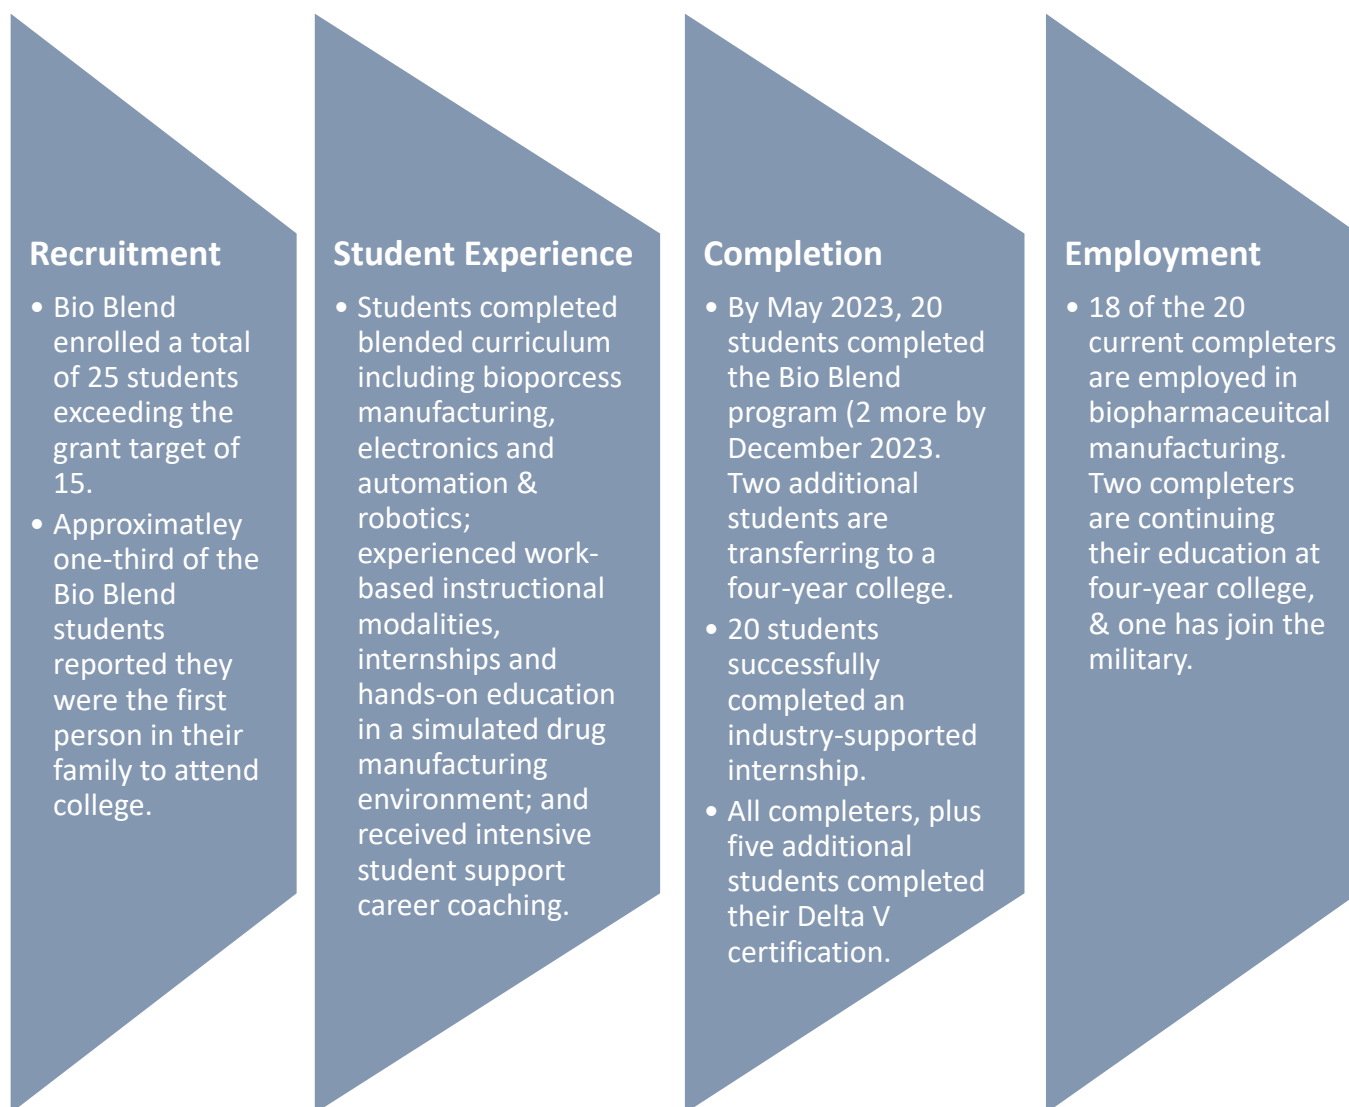 Recruitment
• Bio Blend
enrolled a total
of 25 students
exceeding the
grant target of
15.
• Approximatley
one-third of the
Bio Blend
students
reported they
were the first
person in their
family to attend
college.
Student Experience
• Students completed
blended curriculum
including bioporcess
manufacturing,
electronics and
automation &
robotics;
experienced work-
based instructional
modalities,
internships and
hands-on education
in a simulated drug
manufacturing
environment; and
received intensive
student support
career coaching.
Completion
• By May 2023, 20
students completed
the Bio Blend
program (2 more by
December 2023.
Two additional
students are
transferring to a
four-year college.
• 20 students
successfully
completed an
industry-supported
internship.
• All completers, plus
five additional
students completed
their Delta V
certification.
Employment
• 18 of the 20
current completers
are employed in
biopharmaceuitcal
manufacturing.
Two completers
are continuing
their education at
four-year college,
& one has join the
military.